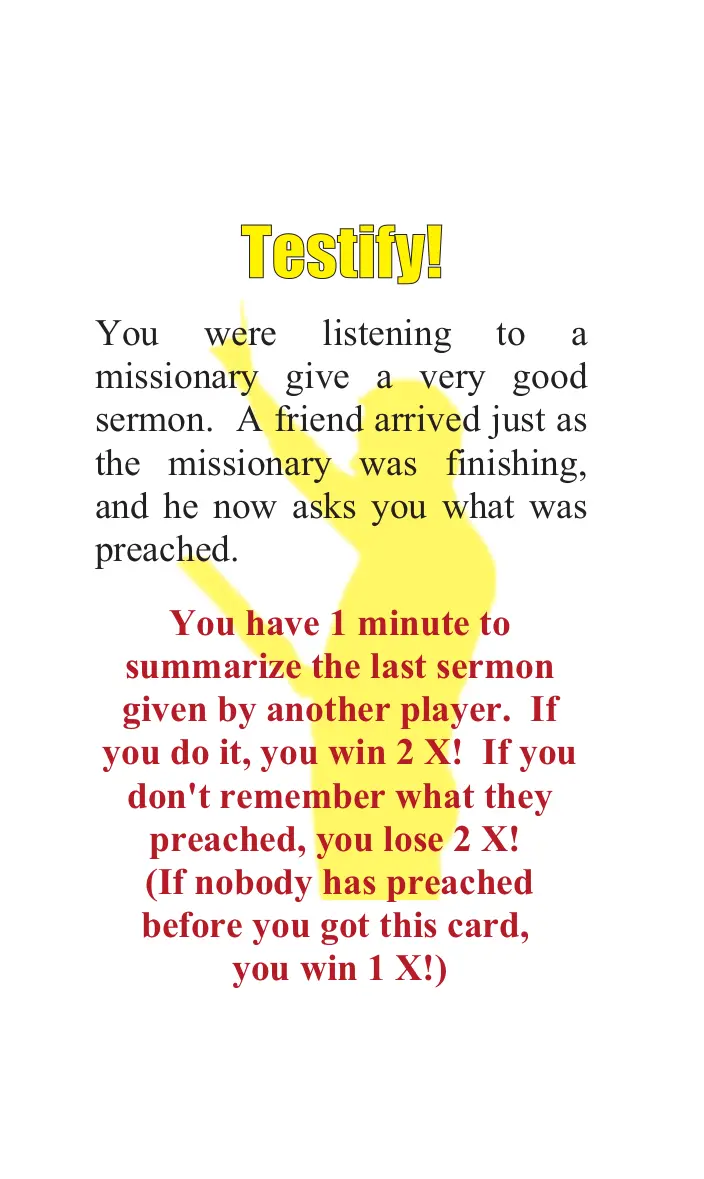 Testify!
You were listening to a
missionary give a very good
sermon.  A friend arrived just as
the missionary was finishing,
and he now asks you what was
preached.
You have 1 minute to
summarize the last sermon
given by another player.  If
you do it, you win 2 X!  If you
don't remember what they
preached, you lose 2 X!
(If nobody has preached
before you got this card,
you win 1 X!)